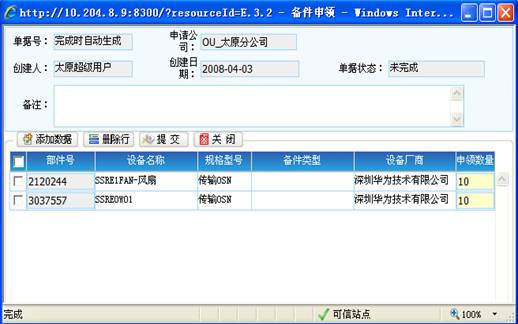 http://10.204.8.9:8300/?resourceId=E.3.2 - 备件申领 - Windows Inter...
单据号： 完成时自动生成 申请公司： OU_太原分公司
创建人： 太原超级用户 创建日期： 2008-04-03 单据状态： 未完成
备注：
添加数据 删除行 提 交 关 闭
部件号 设备名称 规格型号 备件类型 设备厂商 申领数量
2120244 SSRE1FAN-风扇 传输OSN 深圳华为技术有限公司 10
3037557 SSREOWO1 传输OSN 深圳华为技术有限公司 10
完成 可信站点 100%